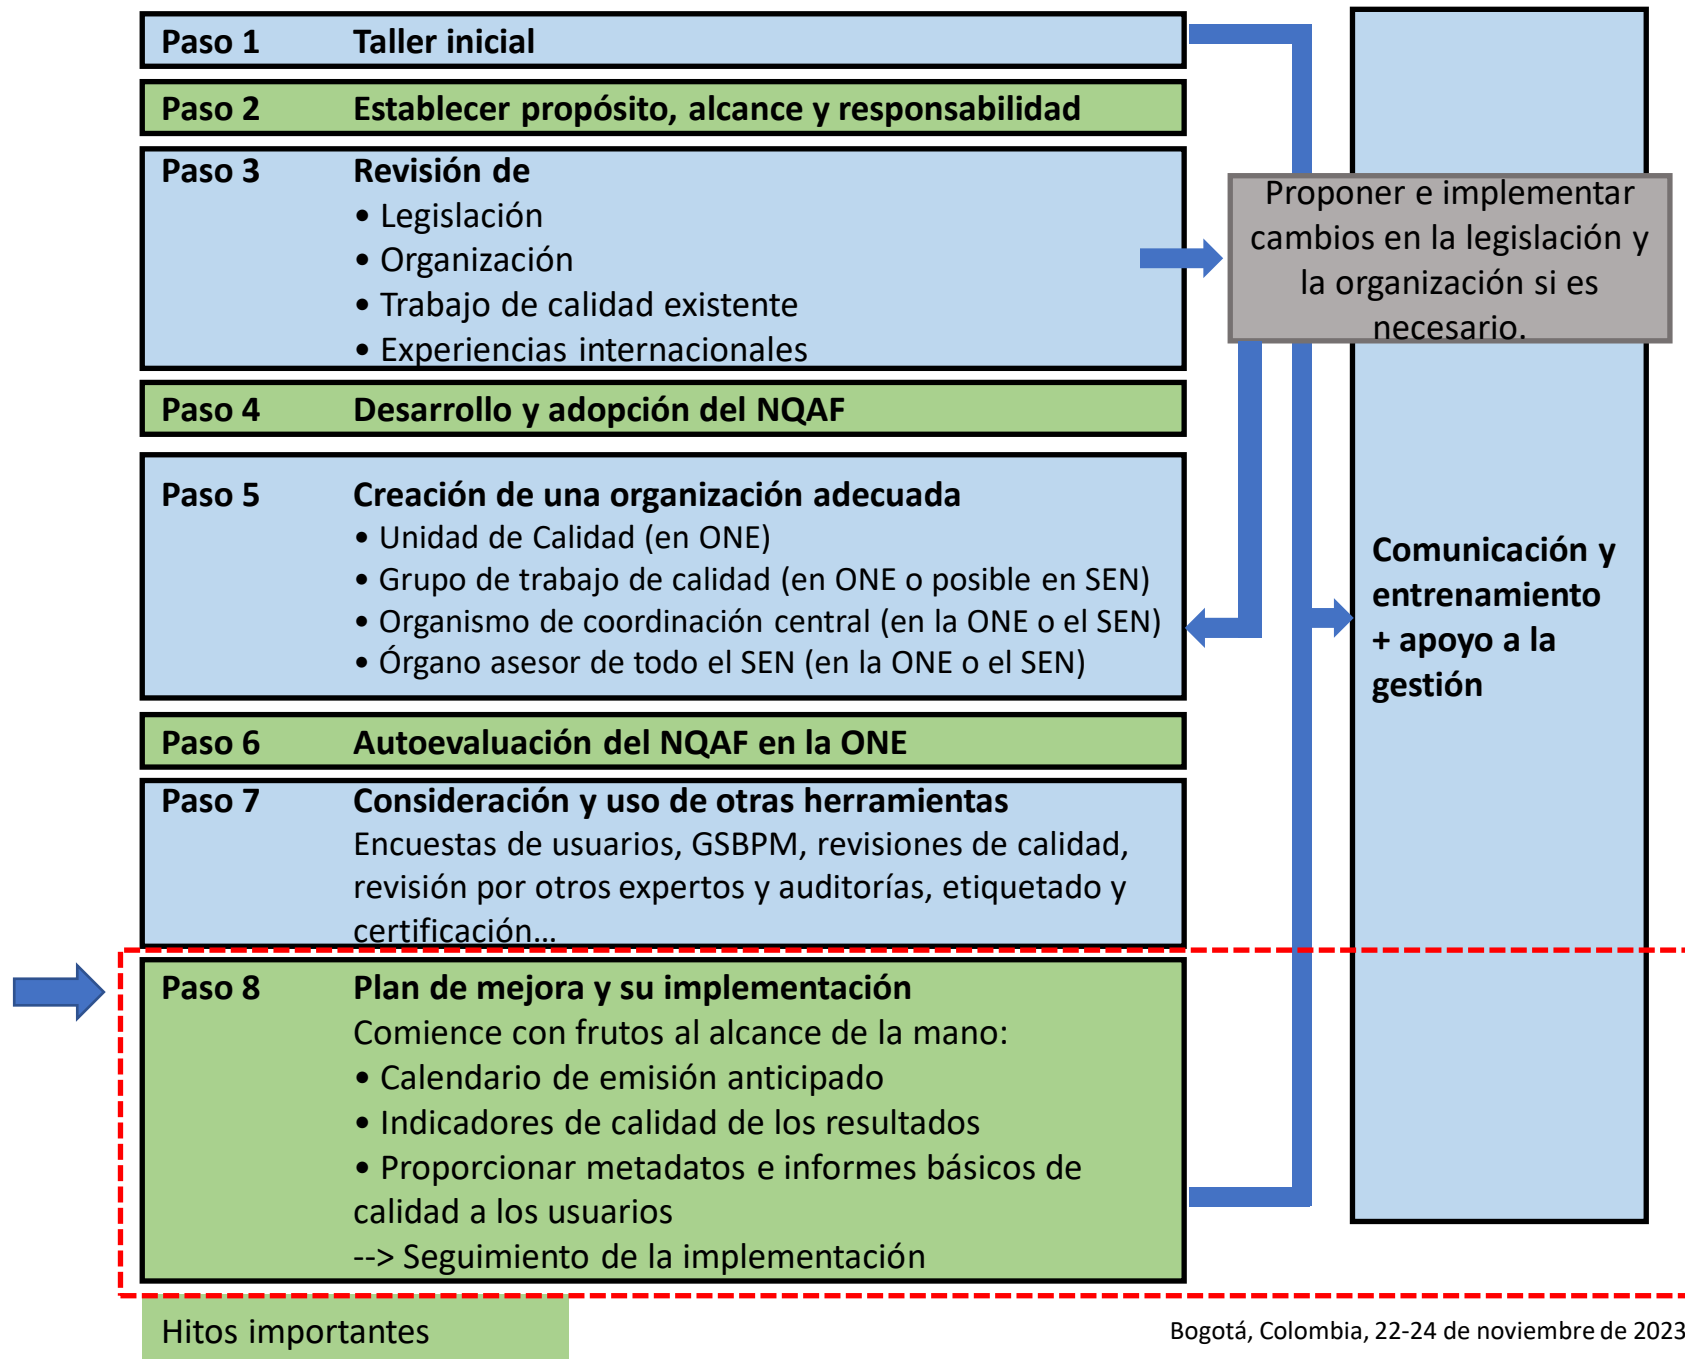 Paso 1 Taller inicial
Paso 2 Establecer propósito, alcance y responsabilidad
Paso 3 Revisión de
• Legislación
• Organización
• Trabajo de calidad existente
• Experiencias internacionales
Proponer e implementar
cambios en la legislación y
la organización si es
necesario.
Paso 4 Desarrollo y adopción del NQAF
Paso 5 Creación de una organización adecuada
• Unidad de Calidad (en ONE)
• Grupo de trabajo de calidad (en ONE o posible en SEN)
• Organismo de coordinación central (en la ONE o el SEN)
• Órgano asesor de todo el SEN (en la ONE o el SEN)
Comunicación y
entrenamiento
+ apoyo a la
gestión
Paso 6 Autoevaluación del NQAF en la ONE
Paso 7 Consideración y uso de otras herramientas
Encuestas de usuarios, GSBPM, revisiones de calidad,
revisión por otros expertos y auditorías, etiquetado y
certificación…
Paso 8 Plan de mejora y su implementación
Comience con frutos al alcance de la mano:
• Calendario de emisión anticipado
• Indicadores de calidad de los resultados
• Proporcionar metadatos e informes básicos de
calidad a los usuarios
--> Seguimiento de la implementación
Hitos importantes
Bogotá, Colombia, 22-24 de noviembre de 2023